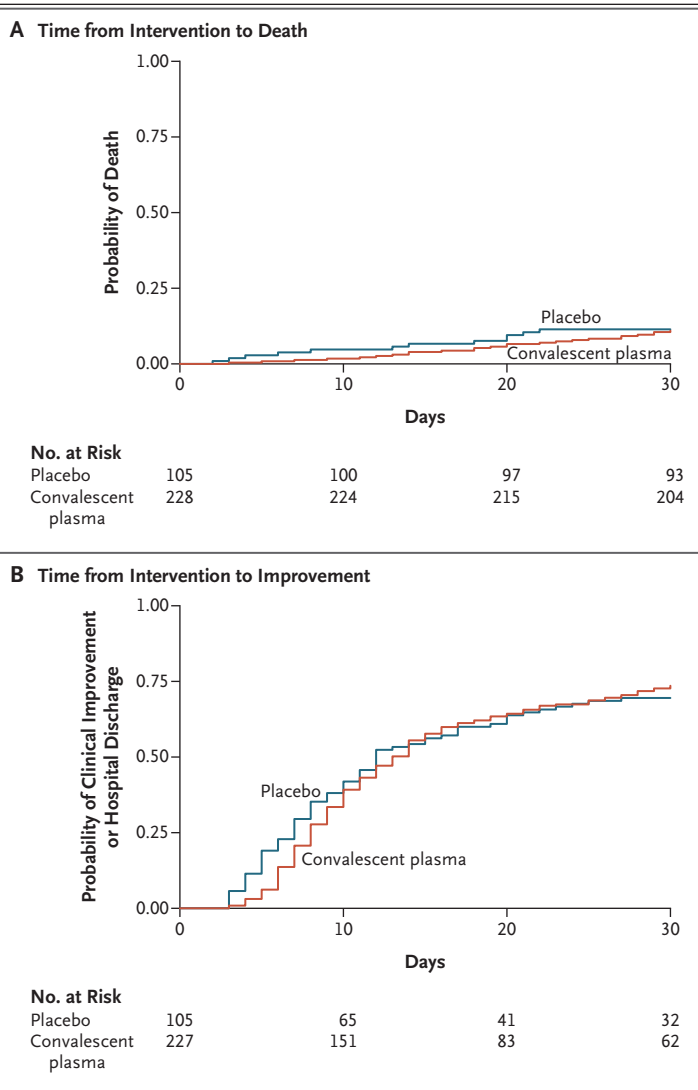 A Time from Intervention to Death
1.00
0.75
0.50
0.25
0.00
Probability of Death
Placebo
Convalescent plasma
0 10 20 30
Days
No. at Risk
Placebo 105 100 97 93
Convalescent 228 224 215 204
plasma
B Time from Intervention to Improvement
1.00
0.75
0.50
0.25
0.00
Probability of Clinical Improvement
or Hospital Discharge
Placebo
Convalescent plasma
0 10 20 30
Days
No. at Risk
Placebo 105 65 41 32
Convalescent 227 151 83 62
plasma